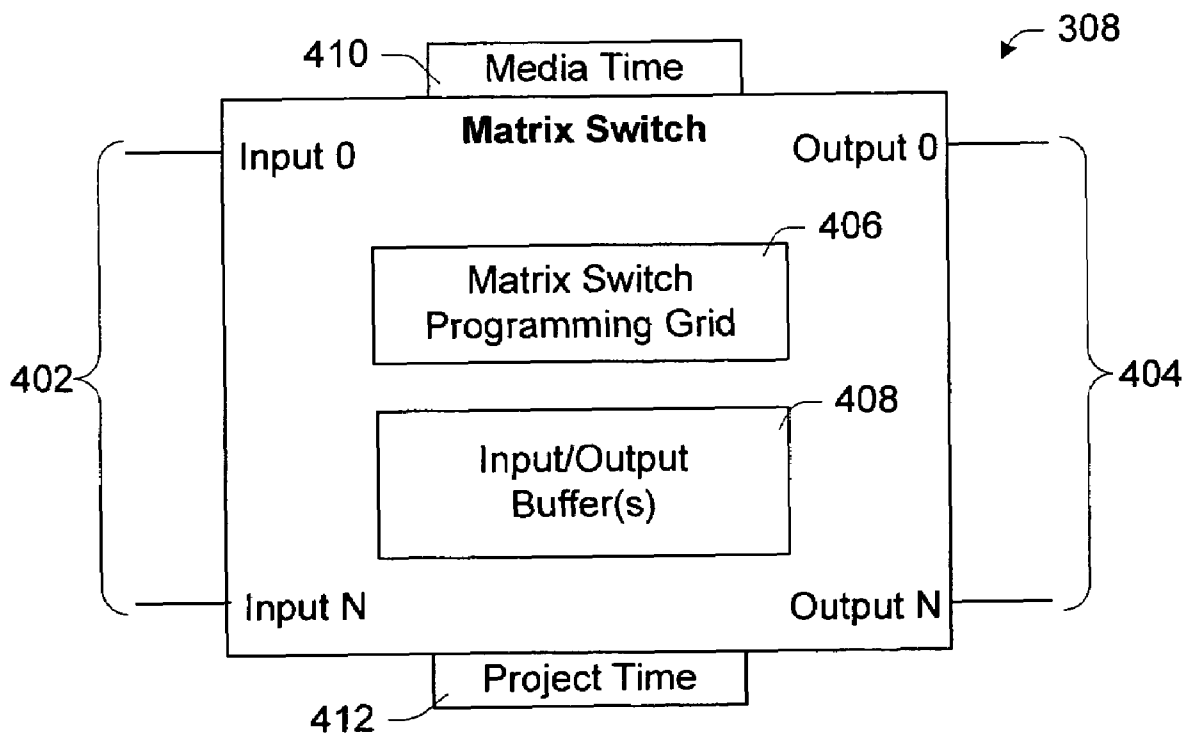 308
410
Media Time
Matrix Switch
Input 0
Output 0
406
Matrix Switch
Programming Grid
402
404
408
Input/Output
Buffer(s)
Input N
Output N
Project Time
412